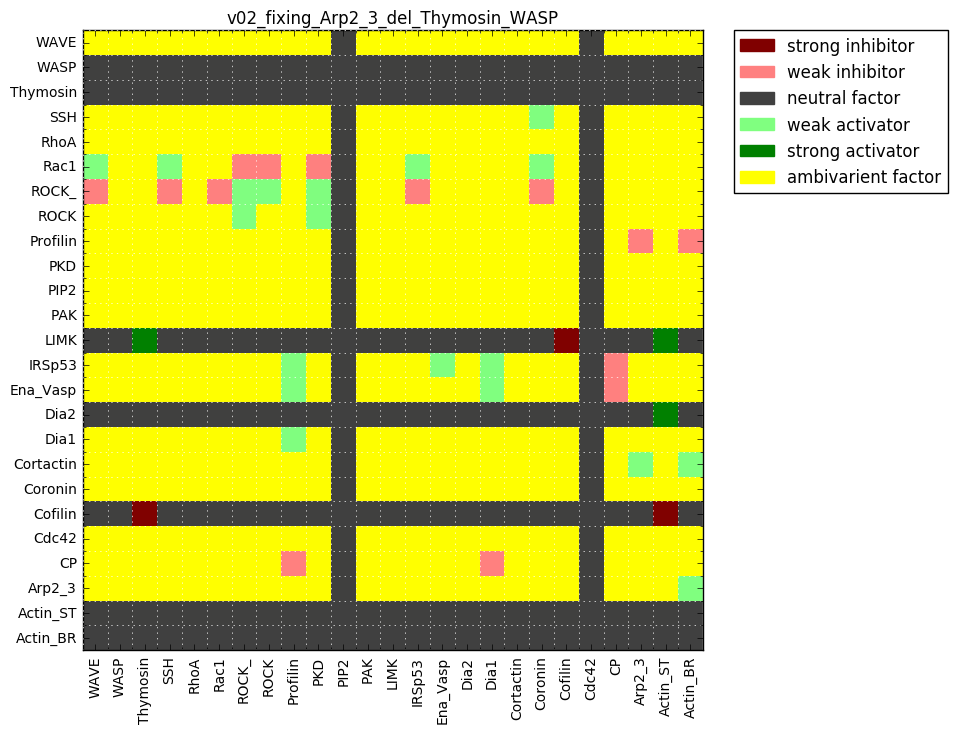 v02_fixing_Arp2_3_del_Thymosin_WASP
WAVE
WASP
Thymosin
SSH
RhoA
Rac1
ROCK_
ROCK
Profilin
PKD
PIP2
PAK
LIMK
IRSp53
Ena_Vasp
Dia2
Dia1
Cortactin
Coronin
Cofilin
Cdc42
CP
Arp2_3
Actin_ST
Actin_BR
WAVE
WASP
Thymosin
SSH
RhoA
Rac1
ROCK_
ROCK
Profilin
PKD
PIP2
PAK
LIMK
IRSp53
Ena_Vasp
Dia2
Dia1
Cortactin
Coronin
Cofilin
Cdc42
CP
Arp2_3
Actin_ST
Actin_BR
strong inhibitor
weak inhibitor
neutral factor
weak activator
strong activator
ambivarient factor